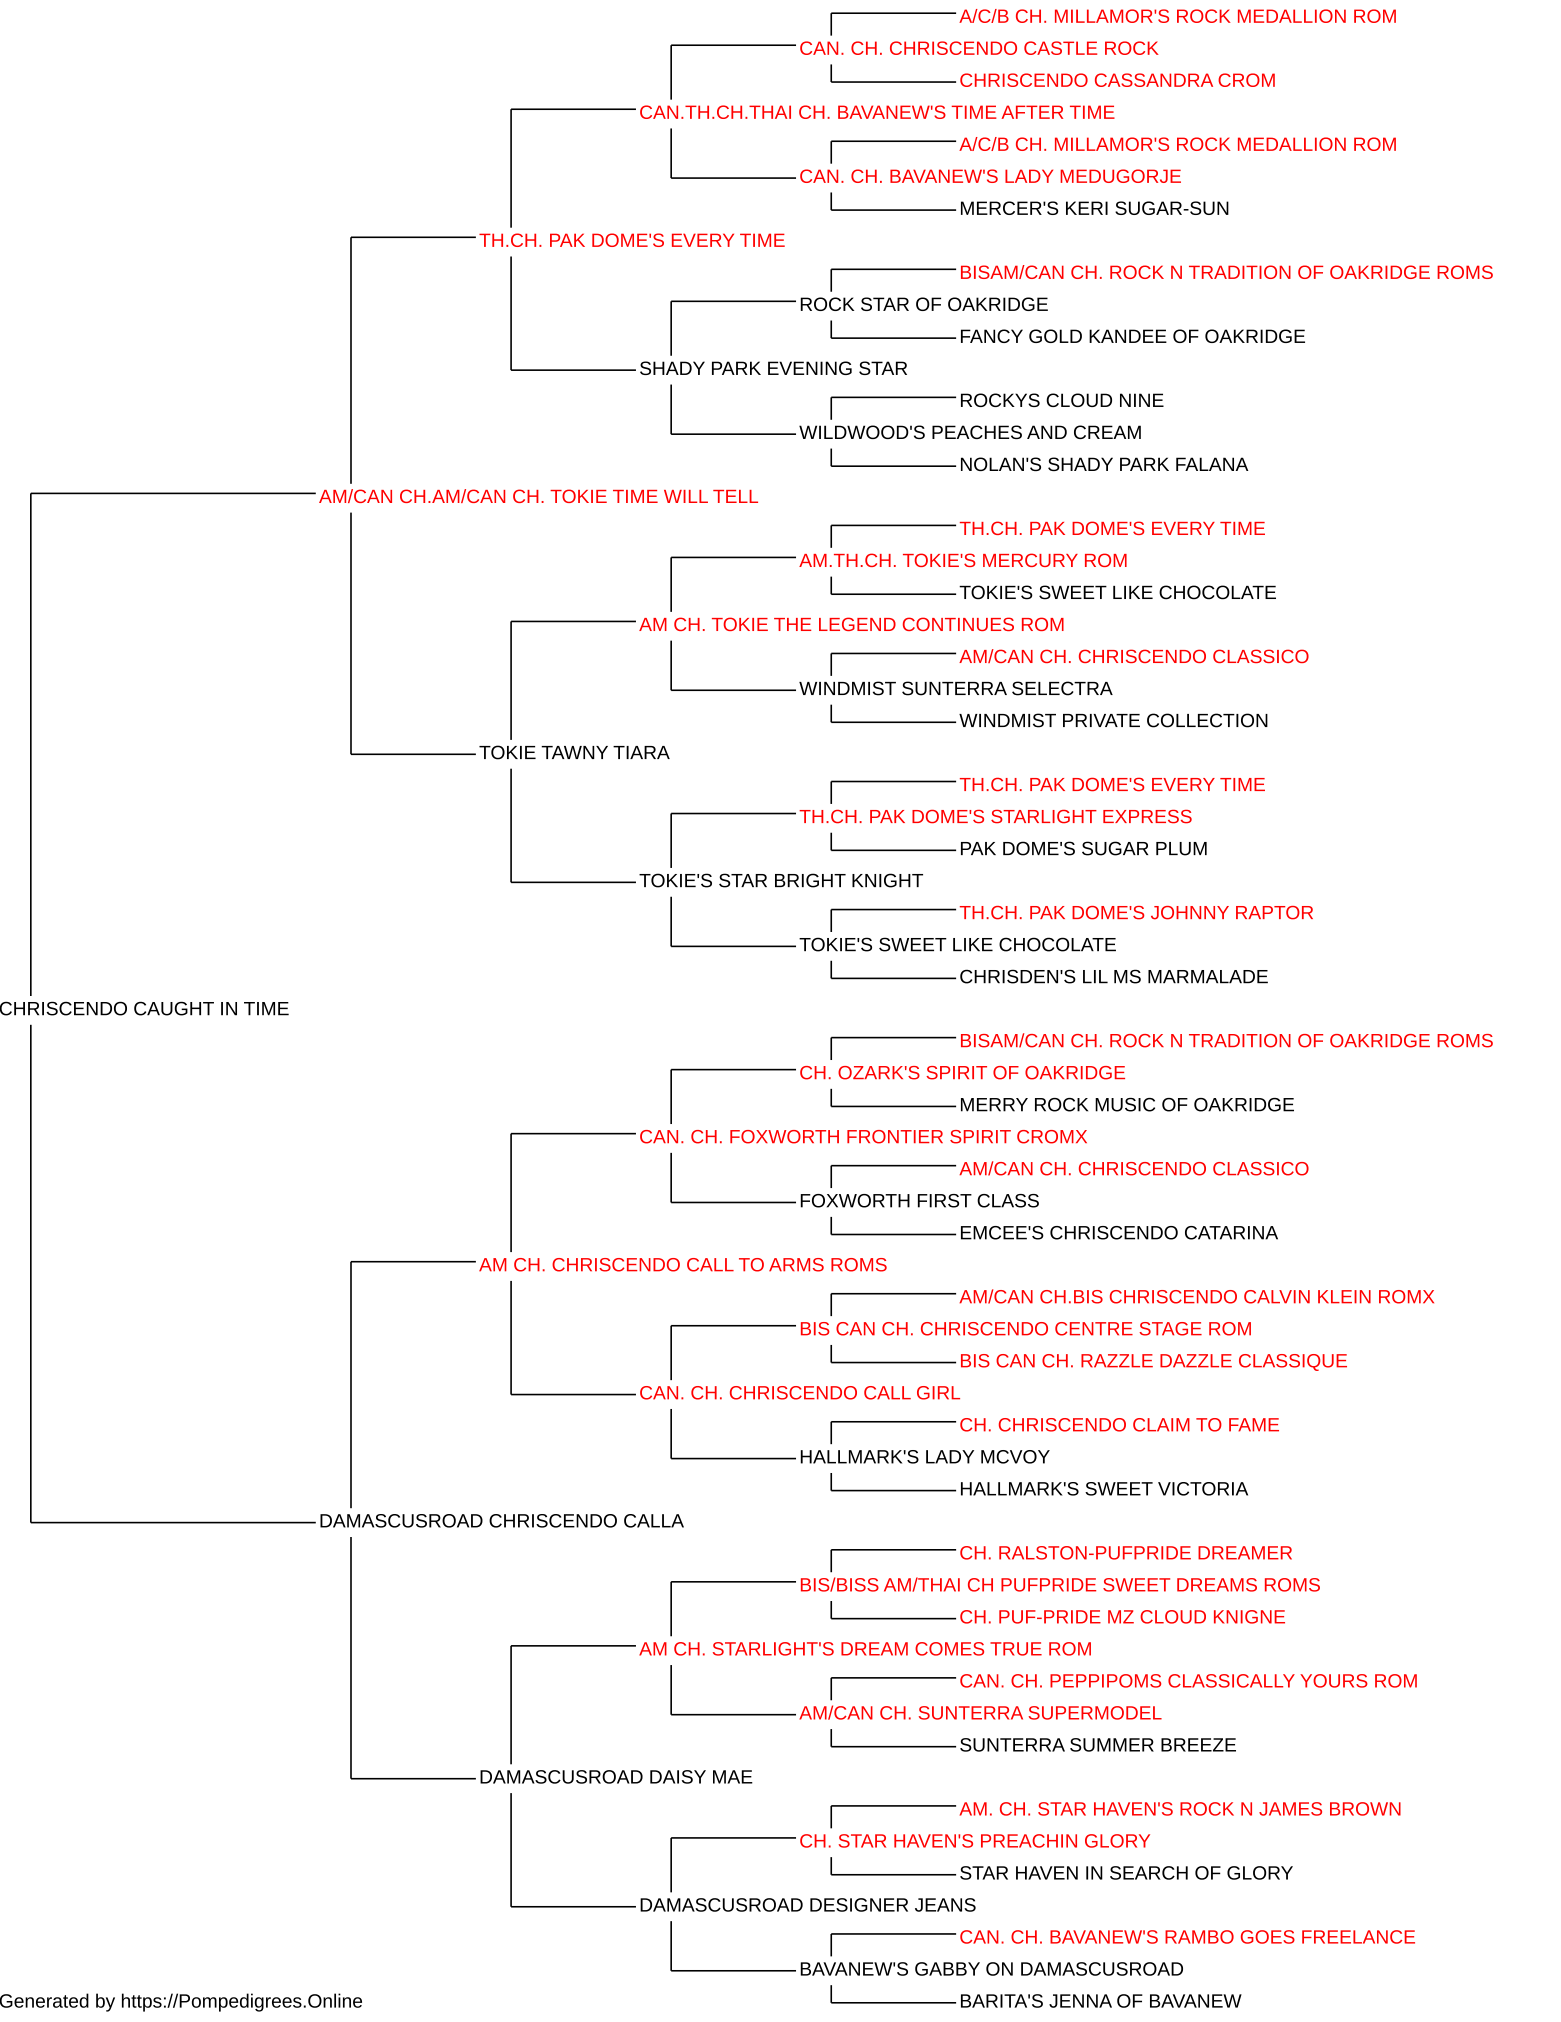 A/C/B CH. MILLAMOR'S ROCK MEDALLION ROM
CAN. CH. CHRISCENDO CASTLE ROCK
CHRISCENDO CASSANDRA CROM
CAN.TH.CH.THAI CH. BAVANEW'S TIME AFTER TIME
A/C/B CH. MILLAMOR'S ROCK MEDALLION ROM
CAN. CH. BAVANEW'S LADY MEDUGORJE
MERCER'S KERI SUGAR-SUN
TH.CH. PAK DOME'S EVERY TIME
BISAM/CAN CH. ROCK N TRADITION OF OAKRIDGE ROMS
ROCK STAR OF OAKRIDGE
FANCY GOLD KANDEE OF OAKRIDGE
SHADY PARK EVENING STAR
ROCKYS CLOUD NINE
WILDWOOD'S PEACHES AND CREAM
NOLAN'S SHADY PARK FALANA
AM/CAN CH.AM/CAN CH. TOKIE TIME WILL TELL
TH.CH. PAK DOME'S EVERY TIME
AM.TH.CH. TOKIE'S MERCURY ROM
TOKIE'S SWEET LIKE CHOCOLATE
AM CH. TOKIE THE LEGEND CONTINUES ROM
AM/CAN CH. CHRISCENDO CLASSICO
WINDMIST SUNTERRA SELECTRA
WINDMIST PRIVATE COLLECTION
TOKIE TAWNY TIARA
TH.CH. PAK DOME'S EVERY TIME
TH.CH. PAK DOME'S STARLIGHT EXPRESS
PAK DOME'S SUGAR PLUM
TOKIE'S STAR BRIGHT KNIGHT
TH.CH. PAK DOME'S JOHNNY RAPTOR
TOKIE'S SWEET LIKE CHOCOLATE
CHRISDEN'S LIL MS MARMALADE
CHRISCENDO CAUGHT IN TIME
BISAM/CAN CH. ROCK N TRADITION OF OAKRIDGE ROMS
CH. OZARK'S SPIRIT OF OAKRIDGE
MERRY ROCK MUSIC OF OAKRIDGE
CAN. CH. FOXWORTH FRONTIER SPIRIT CROMX
AM/CAN CH. CHRISCENDO CLASSICO
FOXWORTH FIRST CLASS
EMCEE'S CHRISCENDO CATARINA
AM CH. CHRISCENDO CALL TO ARMS ROMS
AM/CAN CH.BIS CHRISCENDO CALVIN KLEIN ROMX
BIS CAN CH. CHRISCENDO CENTRE STAGE ROM
BIS CAN CH. RAZZLE DAZZLE CLASSIQUE
CAN. CH. CHRISCENDO CALL GIRL
CH. CHRISCENDO CLAIM TO FAME
HALLMARK'S LADY MCVOY
HALLMARK'S SWEET VICTORIA
DAMASCUSROAD CHRISCENDO CALLA
CH. RALSTON-PUFPRIDE DREAMER
BIS/BISS AM/THAI CH PUFPRIDE SWEET DREAMS ROMS
CH. PUF-PRIDE MZ CLOUD KNIGNE
AM CH. STARLIGHT'S DREAM COMES TRUE ROM
CAN. CH. PEPPIPOMS CLASSICALLY YOURS ROM
AM/CAN CH. SUNTERRA SUPERMODEL
SUNTERRA SUMMER BREEZE
DAMASCUSROAD DAISY MAE
AM. CH. STAR HAVEN'S ROCK N JAMES BROWN
CH. STAR HAVEN'S PREACHIN GLORY
STAR HAVEN IN SEARCH OF GLORY
DAMASCUSROAD DESIGNER JEANS
CAN. CH. BAVANEW'S RAMBO GOES FREELANCE
BAVANEW'S GABBY ON DAMASCUSROAD
BARITA'S JENNA OF BAVANEW
Generated by https://Pompedigrees.Online